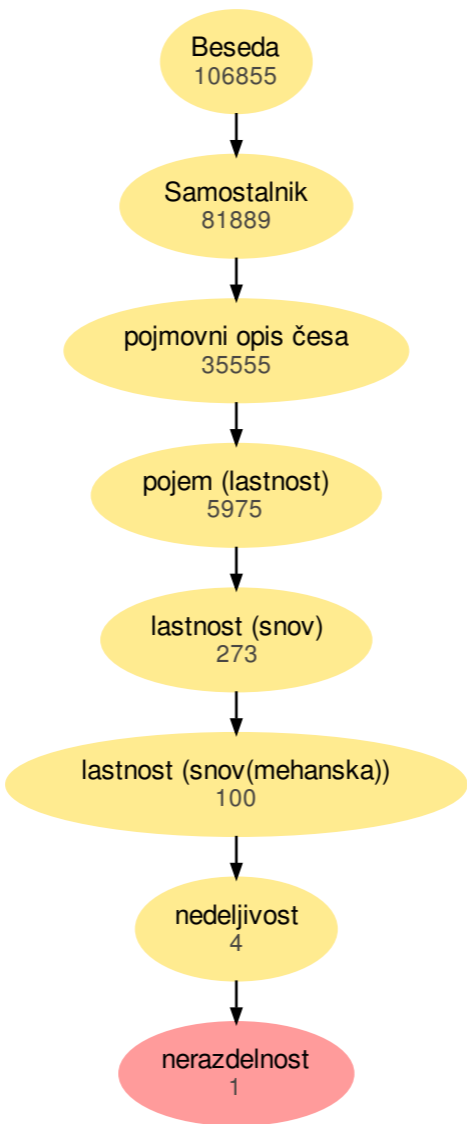 Beseda
106855
Samostalnik
81889
pojmovni opis česa
35555
pojem (lastnost)
5975
lastnost (snov)
273
lastnost (snov(mehanska))
100
nedeljivost
4
nerazdelnost
1